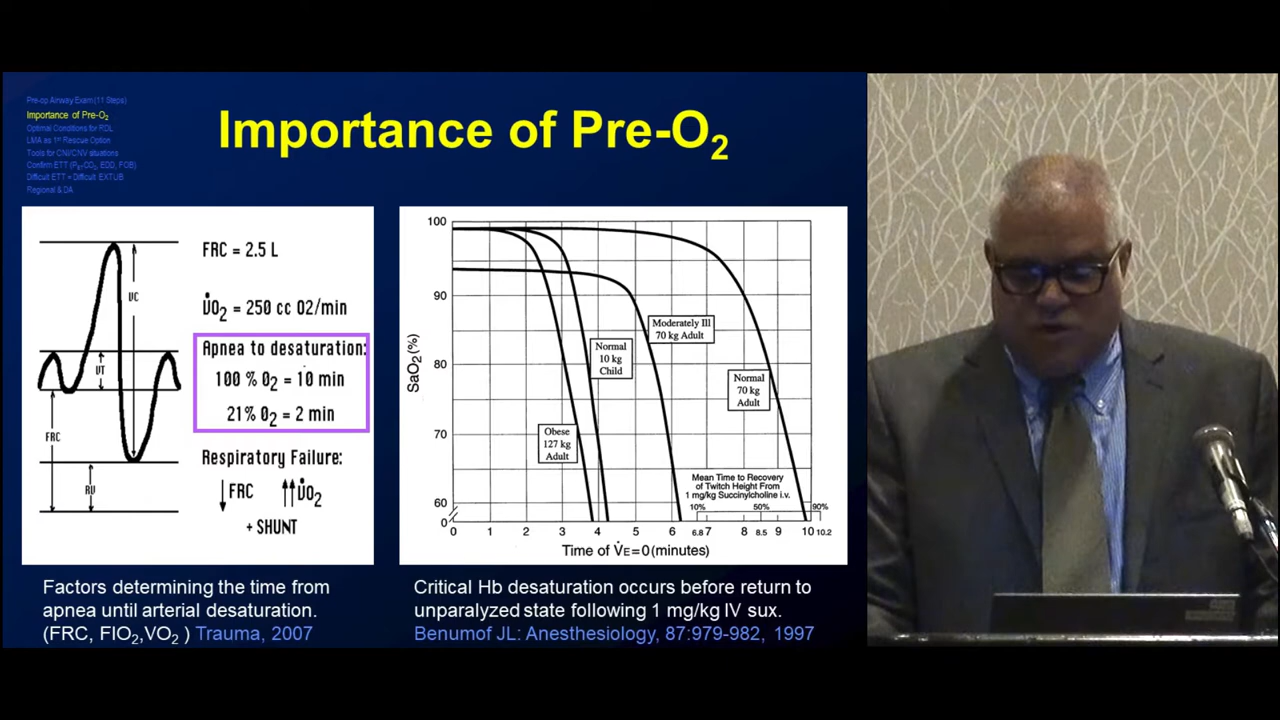 Pre-op Airway Exam (11 Steps)
Importance of Pre-O₂
Optimal Conditions for RDL
LMA as 1ˢᵗ Rescue Option
Tools for CNI/CNV situations
Confirm ETT (PₑₜCO₂, EDD, FOB)
Difficult ETT = Difficult EXTUB
Regional & DA
Importance of Pre-O₂
VC
VT
FRC
RV
FRC = 2.5 L
V̇O₂ = 250 cc O2/min
Apnea to desaturation:
100 % O₂ = 10 min
21% O₂ = 2 min
Respiratory Failure:
↓FRC ↑↑V̇O₂
+ SHUNT
Factors determining the time from
apnea until arterial desaturation.
(FRC, FIO₂,VO₂ ) Trauma, 2007
SaO₂ (%)
100
90
80
70
60
0
Obese
127 kg
Adult
Normal
10 kg
Child
Moderately Ill
70 kg Adult
Normal
70 kg
Adult
Mean Time to Recovery
of Twitch Height From
1 mg/kg Succinylcholine i.v.
10% 50% 90%
0 1 2 3 4 5 6 6.8 7 8 8.5 9 10 10.2
Time of V̇E=0 (minutes)
Critical Hb desaturation occurs before return to
unparalyzed state following 1 mg/kg IV sux.
Benumof JL: Anesthesiology, 87:979-982, 1997